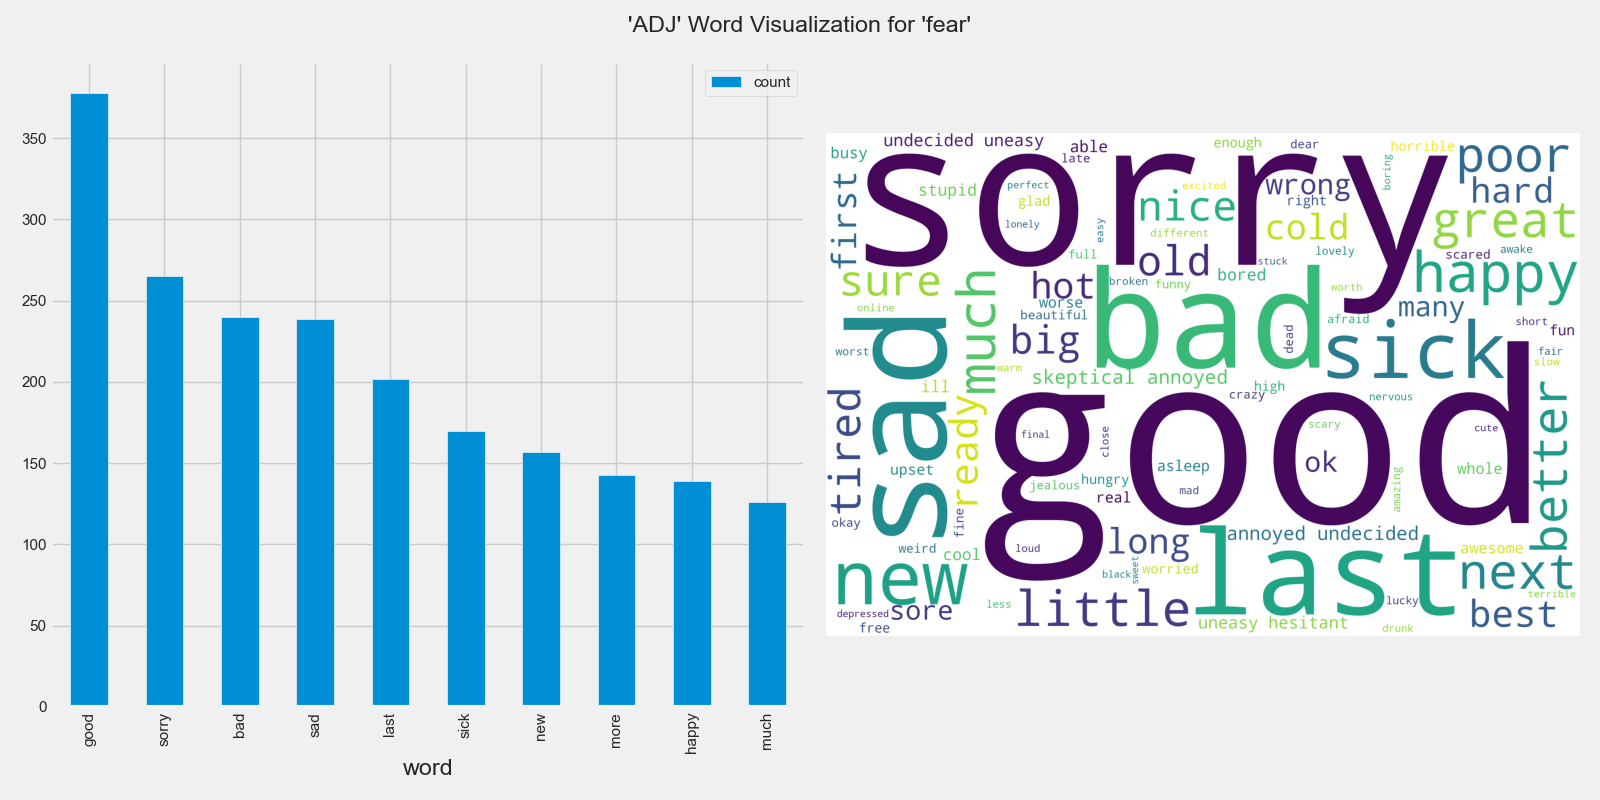 'ADJ' Word Visualization for 'fear'
count
350
300
250
200
150
100
50
0
good
sorry
bad
sad
last
sick
new
more
happy
much
word
undecided uneasy
able
enough
dear
horrible
poor
busy
late
boring
sorry
first
stupid
perfect
excited
wrong
hard
glad
nice
right
great
lonely
easy
cold
different
full
old
stuck
lovely
scared
awake
sure
much
hot
broken
funny
bored
worth
happy
online
worse
beautiful
bad
afraid
many
short
fun
sad
worst
big
dead
sick
fair
slow
warm
skeptical annoyed
ill
high
crazy
nervous
tired
ready
good
final
close
scary
cute
better
upset
asleep
ok
whole
jealous
hungry
mad
real
amazing
okay
fine
weird
cool
loud
long
annoyed undecided
awesome
new
black
sweet
worried
last
next
terrible
depressed
sore
less
little
lucky
best
free
uneasy hesitant
drunk